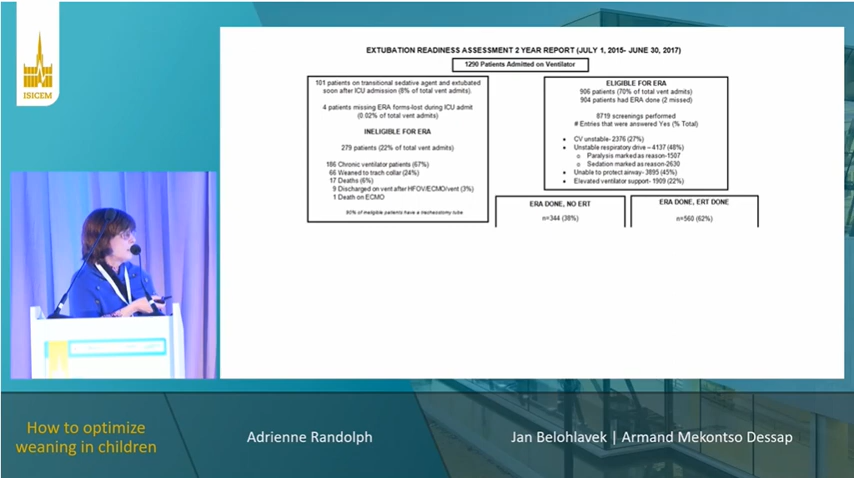 ISICEM
EXTUBATION READINESS ASSESSMENT 2 YEAR REPORT (JULY 1, 2015- JUNE 30, 2017)
1290 Patients Admitted on Ventilator
101 patients on transitional sedative agent and extubated
soon after ICU admission (8% of total vent admits).
4 patients missing ERA forms-lost during ICU admit
(0.02% of total vent admits)
INELIGIBLE FOR ERA
279 patients (22% of total vent admits)
186 Chronic ventilator patients (67%)
66 Weaned to trach collar (24%)
17 Deaths (6%)
9 Discharged on vent after HFOV/ECMO/vent (3%)
1 Death on ECMO
90% of ineligible patients have a tracheostomy tube
ELIGIBLE FOR ERA
906 patients (70% of total vent admits)
904 patients had ERA done (2 missed)
8719 screenings performed
# Entries that were answered Yes (% Total)
• CV unstable- 2376 (27%)
• Unstable respiratory drive – 4137 (48%)
o Paralysis marked as reason-1507
o Sedation marked as reason-2630
• Unable to protect airway- 3895 (45%)
• Elevated ventilator support- 1909 (22%)
ERA DONE, NO ERT
n=344 (38%)
ERA DONE, ERT DONE
n=560 (62%)
How to optimize
weaning in children
Adrienne Randolph
Jan Belohlavek | Armand Mekontso Dessap